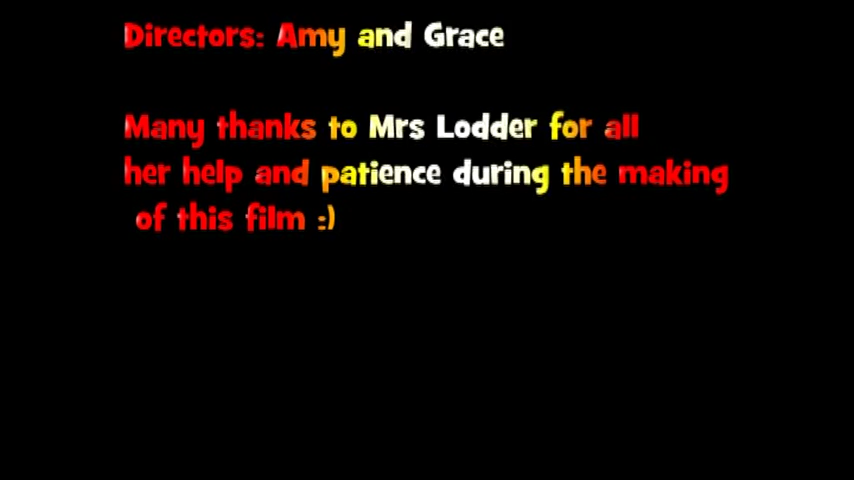 Directors: Amy and Grace
Many thanks to Mrs Lodder for all
her help and patience during the making
of this film :)